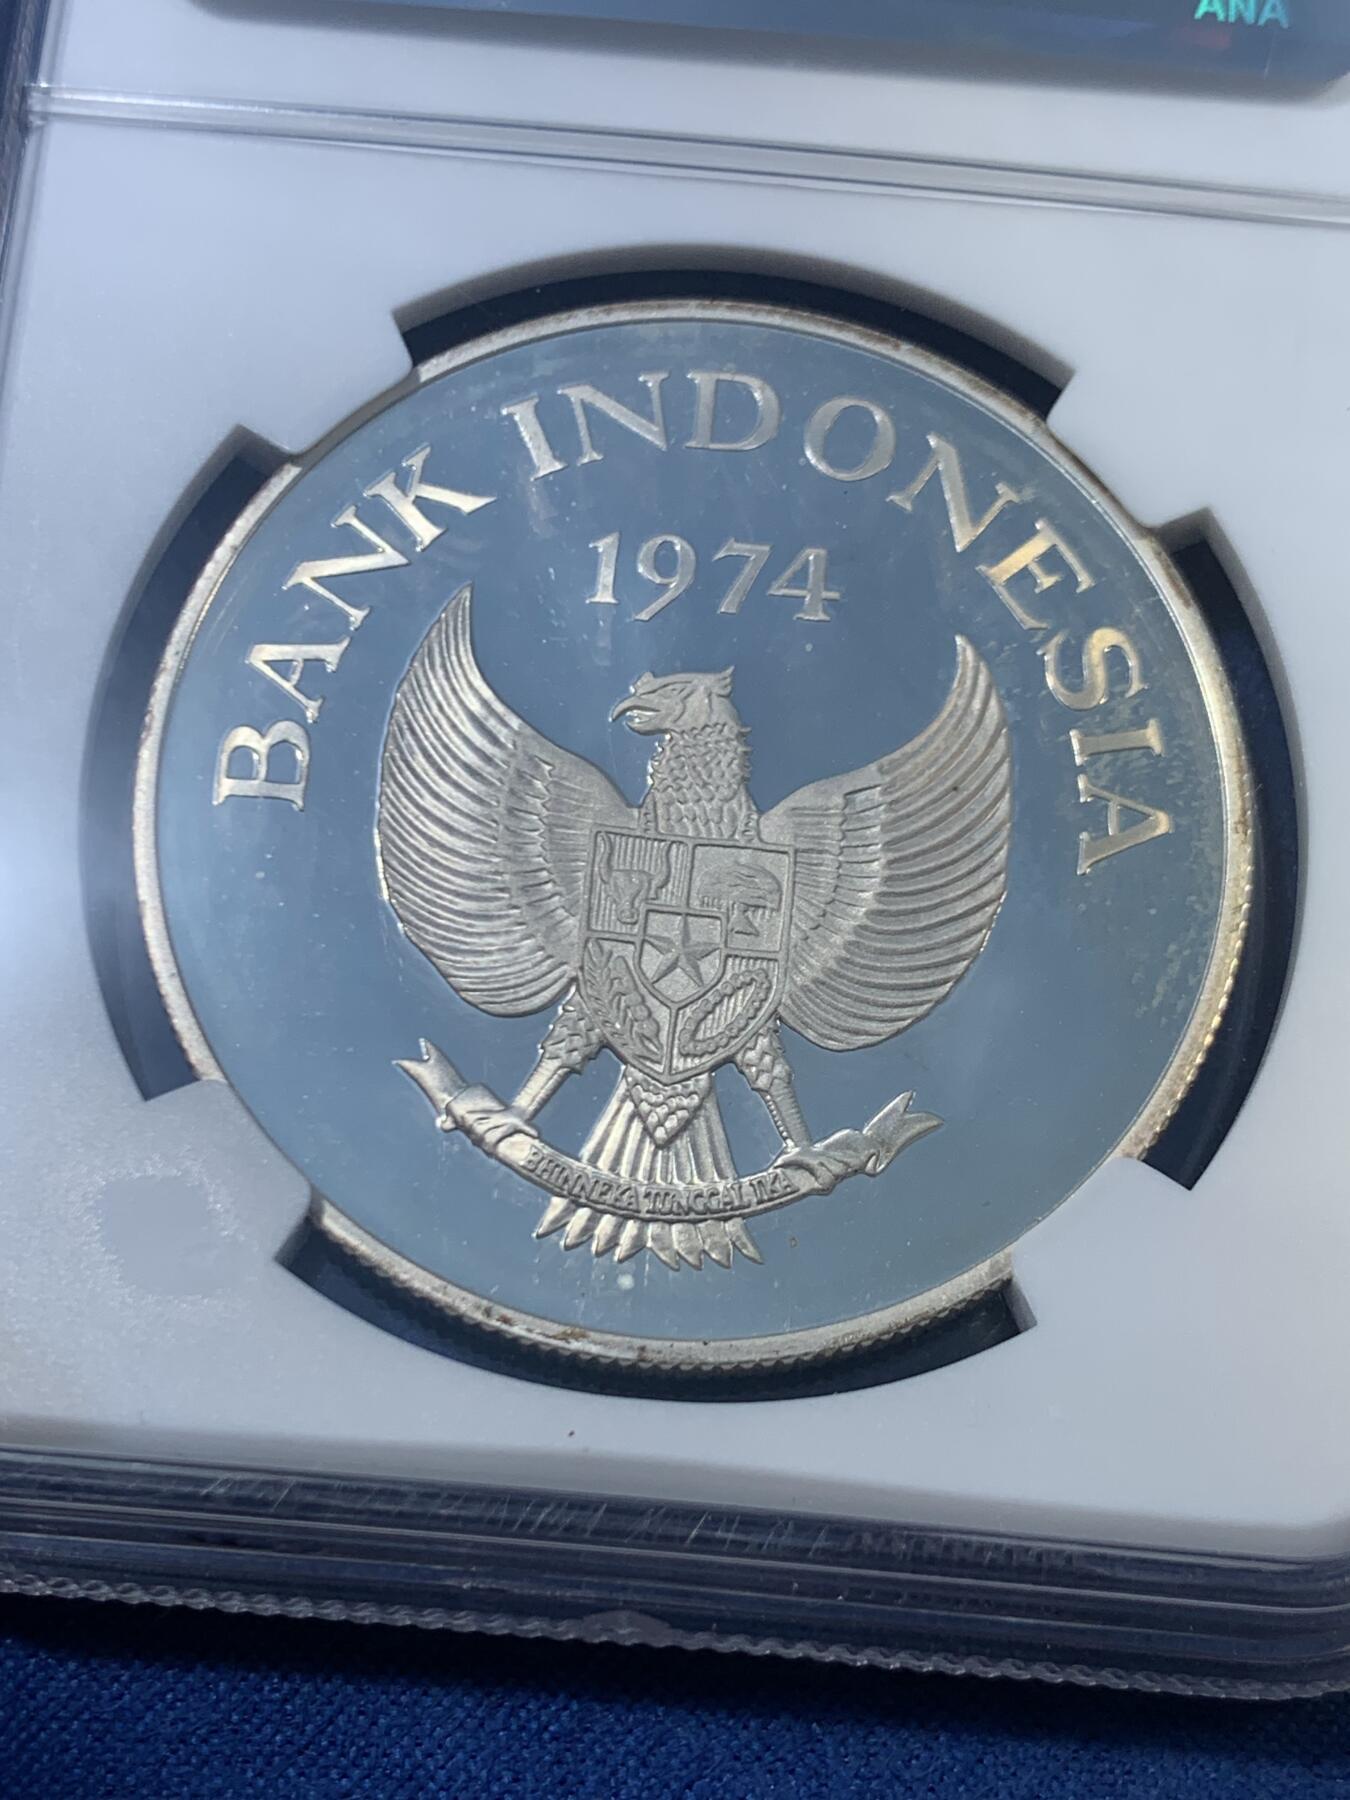 ANA
BANK INDONESIA
1974
BHINNEKA TUNGGAL IKA